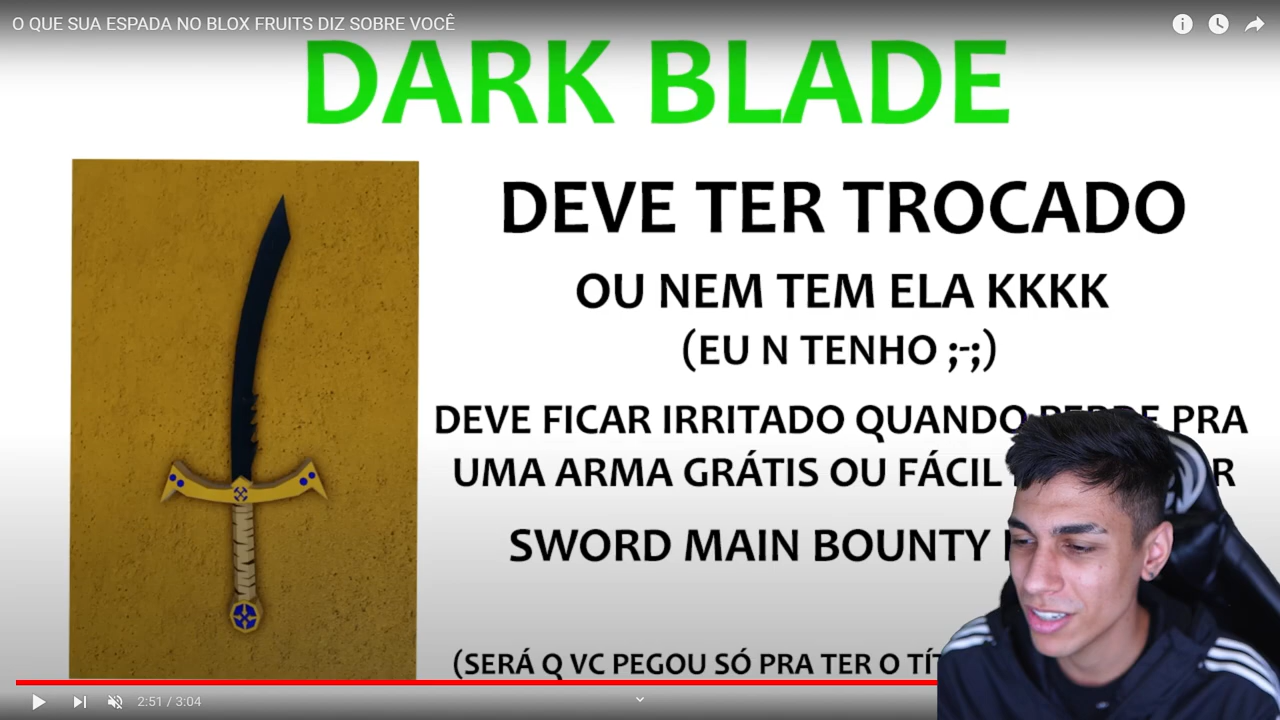 O QUE SUA ESPADA NO BLOX FRUITS DIZ SOBRE VOCÊ
DARK BLADE
DEVE TER TROCADO
OU NEM TEM ELA KKKK
(EU N TENHO ;-;)
DEVE FICAR IRRITADO QUANDO PERDE PRA
UMA ARMA GRÁTIS OU FÁCIL
SWORD MAIN BOUNTY
(SERÁ Q VC PEGOU SÓ PRA TER O
2:51 / 3:04